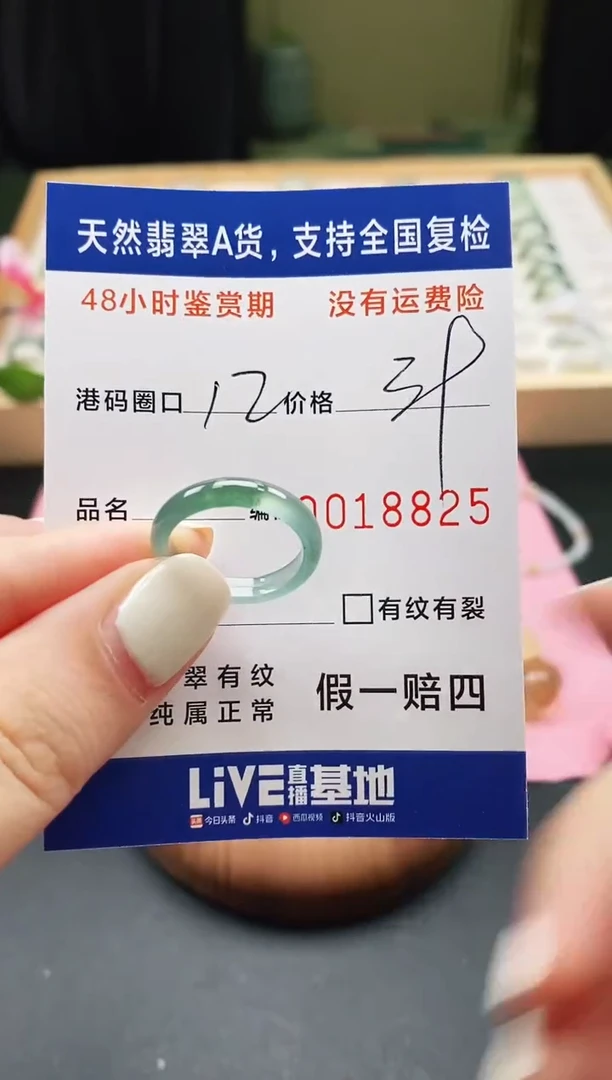 天然翡翠A货，支持全国复检
48小时鉴赏期 没有运费险
港码圈口 12 价格
品名 0018825
□有纹有裂
翠有纹
纯属正常
假一赔四
LiVE直播基地
头条 今日头条 抖音 西瓜视频 抖音火山版